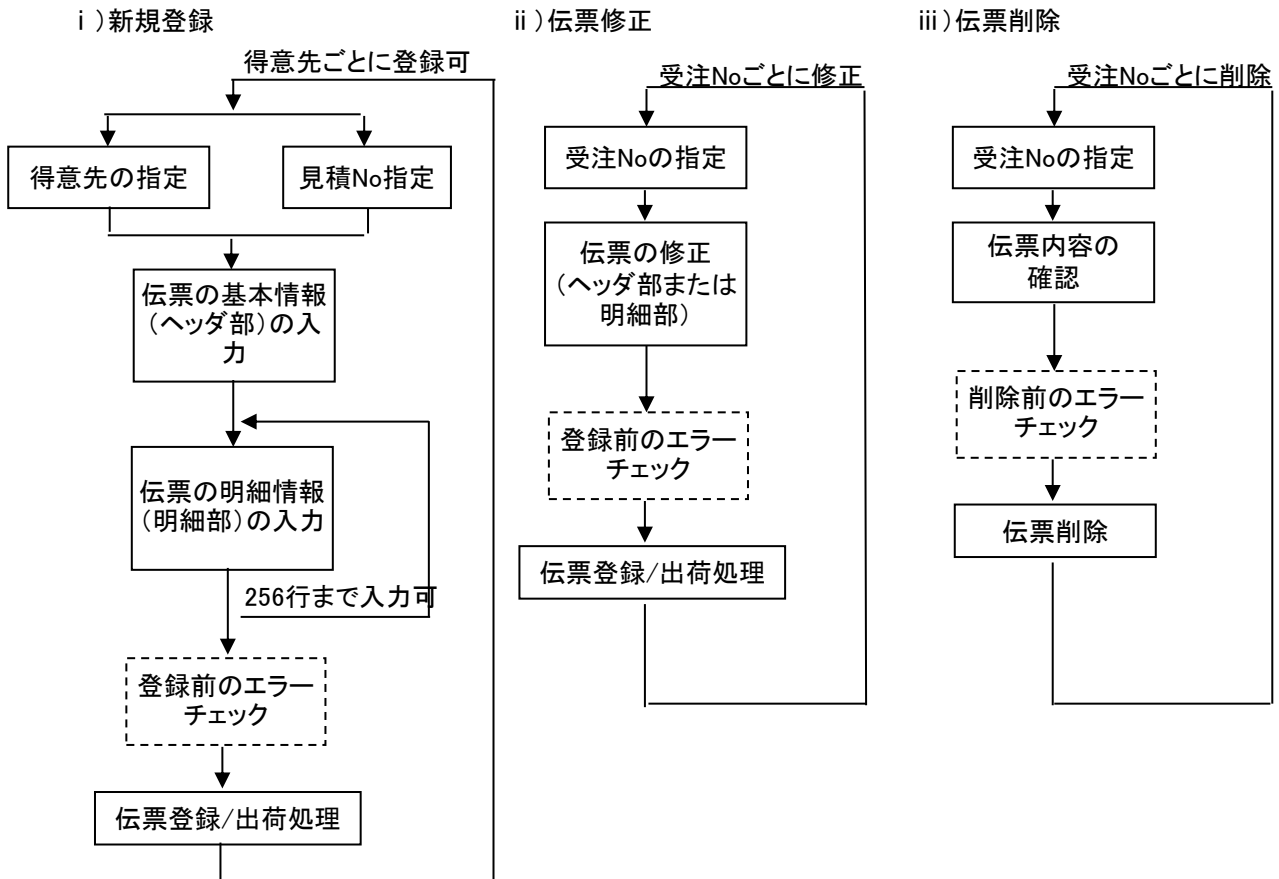 ⅰ)新規登録
得意先ごとに登録可
得意先の指定
見積No指定
伝票の基本情報
(ヘッダ部)の入
力
伝票の明細情報
(明細部)の入力
256行まで入力可
登録前のエラー
チェック
伝票登録/出荷処理
ⅱ)伝票修正
受注Noごとに修正
受注Noの指定
伝票の修正
(ヘッダ部または
明細部)
登録前のエラー
チェック
伝票登録/出荷処理
ⅲ)伝票削除
受注Noごとに削除
受注Noの指定
伝票内容の
確認
削除前のエラー
チェック
伝票削除